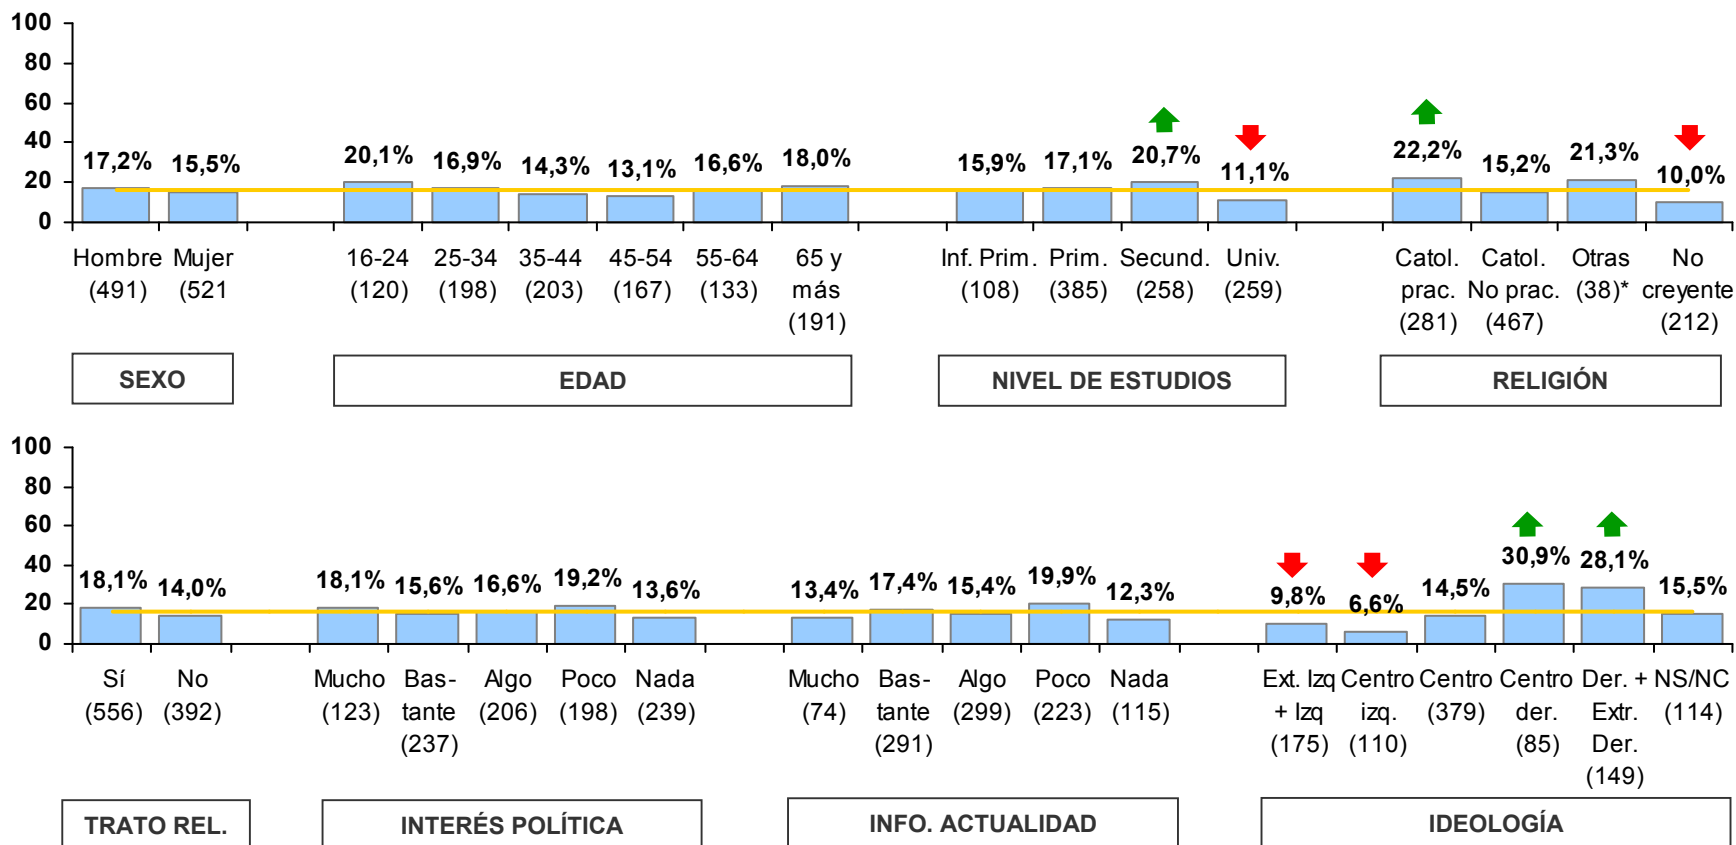 100
80
60
40
20
0
17,2% 15,5% 20,1% 16,9% 14,3% 13,1% 16,6% 18,0% 15,9% 17,1% 20,7% 11,1% 22,2% 15,2% 21,3% 10,0%
Hombre Mujer 16-24 25-34 35-44 45-54 55-64 65 y Inf. Prim. Prim. Secund. Univ. Catol. Catol. Otras No
(491) (521 (120) (198) (203) (167) (133) más (108) (385) (258) (259) prac. No prac. (38)* creyente
(191) (281) (467) (212)
SEXO EDAD NIVEL DE ESTUDIOS RELIGIÓN
100
80
60
40
20
0
18,1% 14,0% 18,1% 15,6% 16,6% 19,2% 13,6% 13,4% 17,4% 15,4% 19,9% 12,3% 9,8% 6,6% 14,5% 30,9% 28,1% 15,5%
Sí No Mucho Bas- Algo Poco Nada Mucho Bas- Algo Poco Nada Ext. Izq Centro Centro Centro Der. + NS/NC
(556) (392) (123) tante (206) (198) (239) (74) tante (299) (223) (115) + Izq izq. (379) der. Extr. (114)
(237) (291) (175) (110) (85) Der.
(149)
TRATO REL. INTERÉS POLÍTICA INFO. ACTUALIDAD IDEOLOGÍA